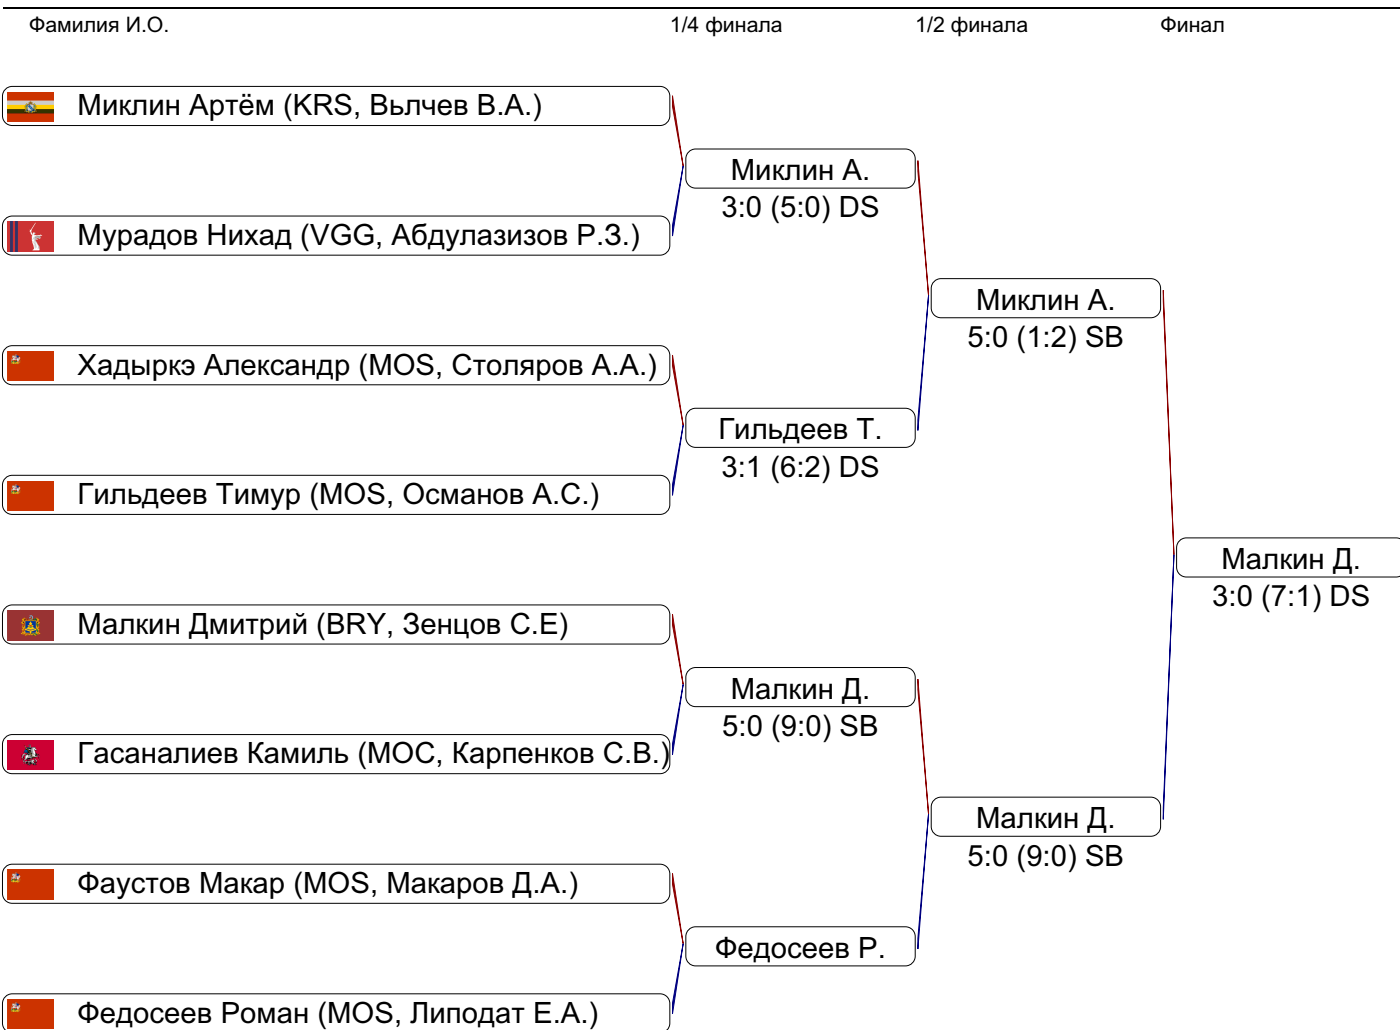 Фамилия И.О. 1/4 финала 1/2 финала Финал
Миклин Артём (KRS, Вьлчев В.А.)
Миклин А.
3:0 (5:0) DS
Мурадов Нихад (VGG, Абдулазизов Р.З.)
Миклин А.
5:0 (1:2) SB
Хадыркэ Александр (MOS, Столяров А.А.)
Гильдеев Т.
3:1 (6:2) DS
Гильдеев Тимур (MOS, Османов А.С.)
Малкин Д.
3:0 (7:1) DS
Малкин Дмитрий (BRY, Зенцов С.Е)
Малкин Д.
5:0 (9:0) SB
Гасаналиев Камиль (МОС, Карпенков С.В.)
Малкин Д.
5:0 (9:0) SB
Фаустов Макар (MOS, Макаров Д.А.)
Федосеев Р.
Федосеев Роман (MOS, Липодат Е.А.)